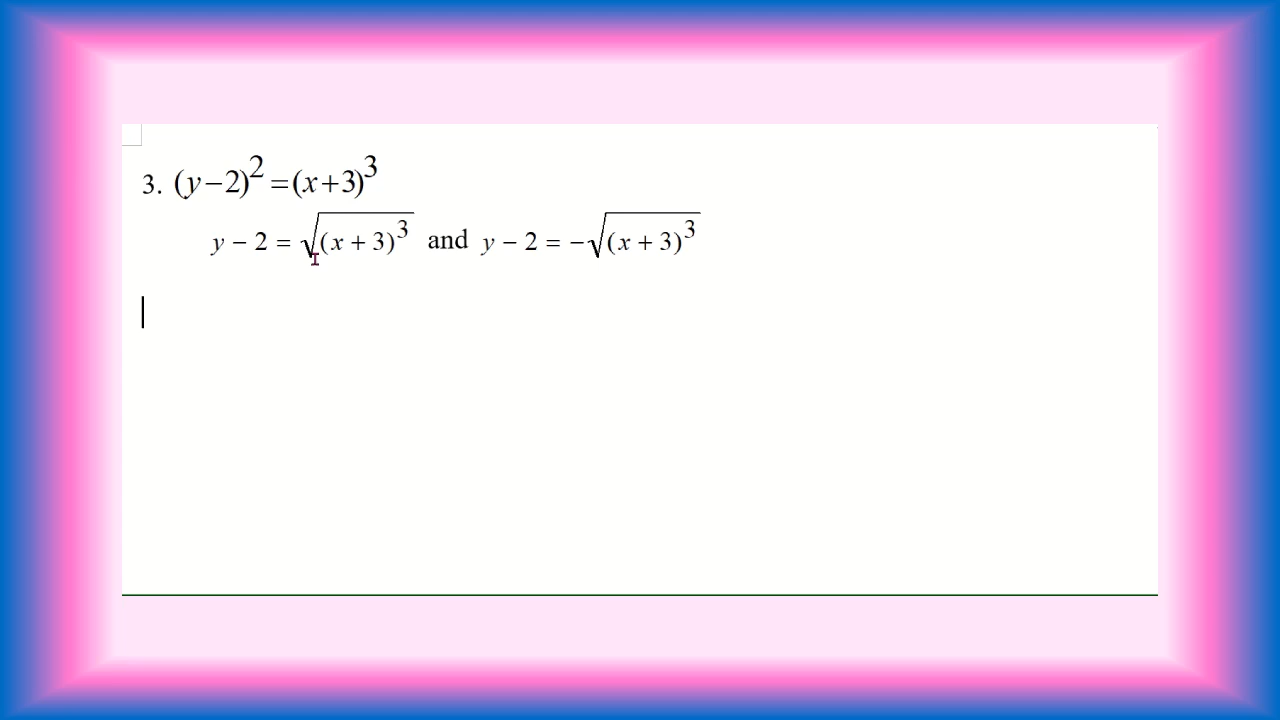 3. (y−2)² =(x+3)³
y − 2 = √(x + 3)³ and y − 2 = −√(x + 3)³